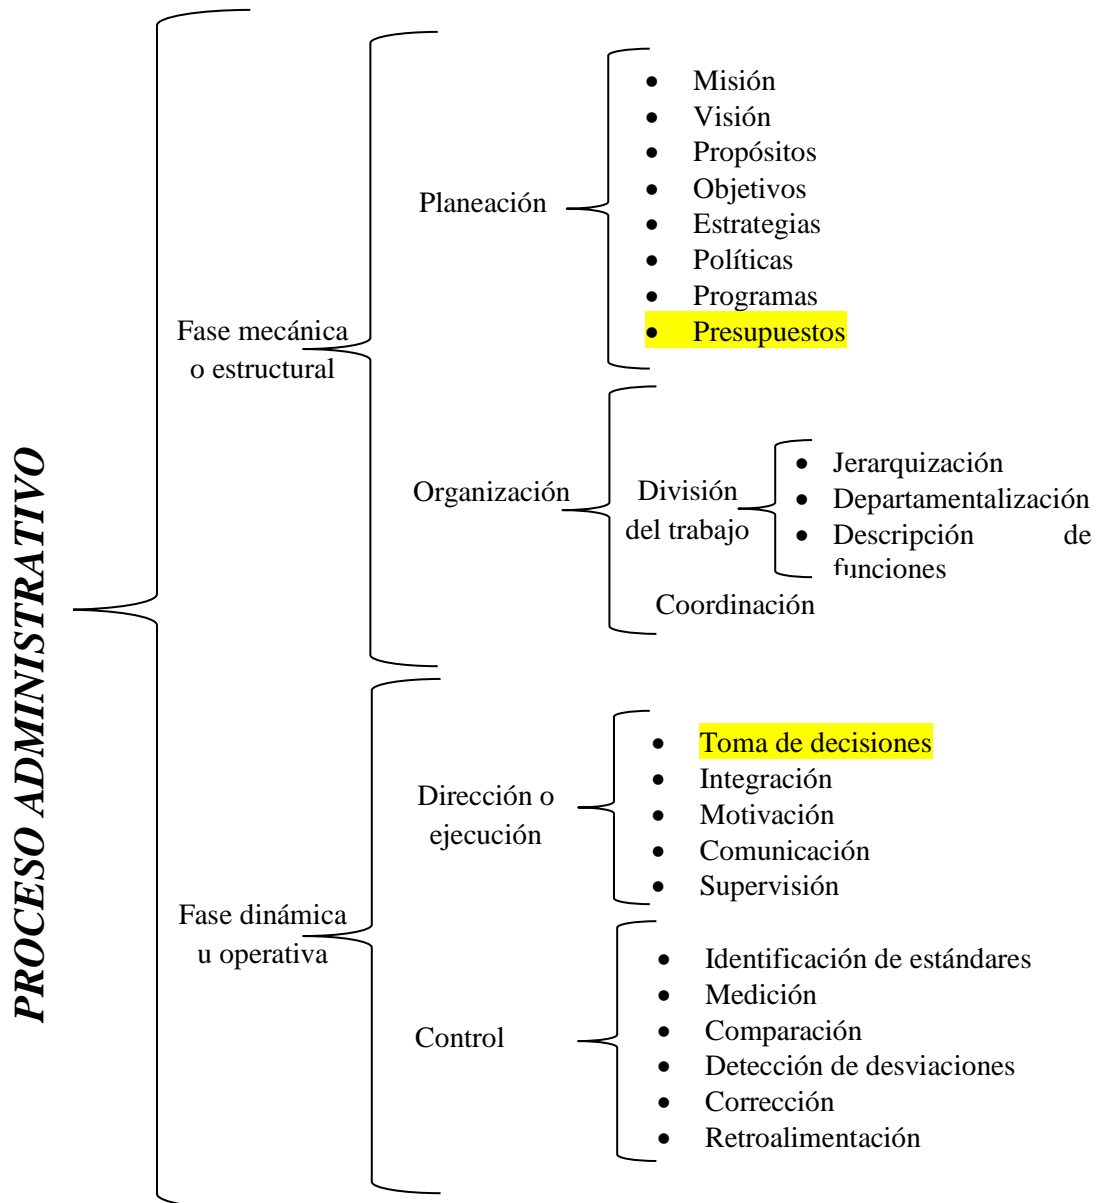 PROCESO ADMINISTRATIVO
Fase mecánica
o estructural
Planeación
• Misión
• Visión
• Propósitos
• Objetivos
• Estrategias
• Políticas
• Programas
• Presupuestos
Organización
División
del trabajo
• Jerarquización
• Departamentalización
• Descripción de
funciones
Coordinación
Fase dinámica
u operativa
Dirección o
ejecución
• Toma de decisiones
• Integración
• Motivación
• Comunicación
• Supervisión
Control
• Identificación de estándares
• Medición
• Comparación
• Detección de desviaciones
• Corrección
• Retroalimentación